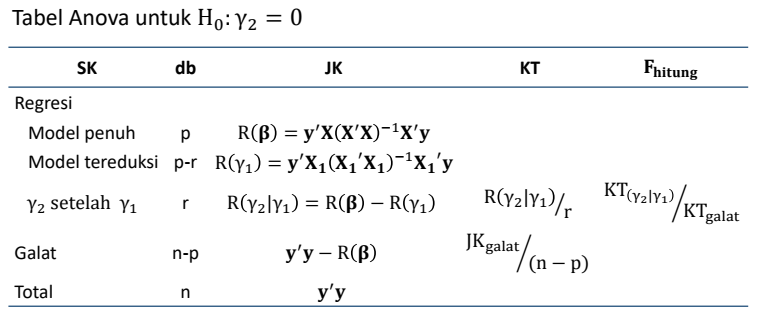 Tabel Anova untuk H₀: γ₂ = 0
SK db JK KT F_hitung
Regresi
Model penuh p R(β) = y′X(X′X)⁻¹X′y
Model tereduksi p-r R(γ₁) = y′X₁(X₁′X₁)⁻¹X₁′y
γ₂ setelah γ₁ r R(γ₂|γ₁) = R(β) − R(γ₁) R(γ₂|γ₁)/r KT(γ₂|γ₁)/KT_galat
Galat n-p y′y − R(β) JK_galat/(n − p)
Total n y′y